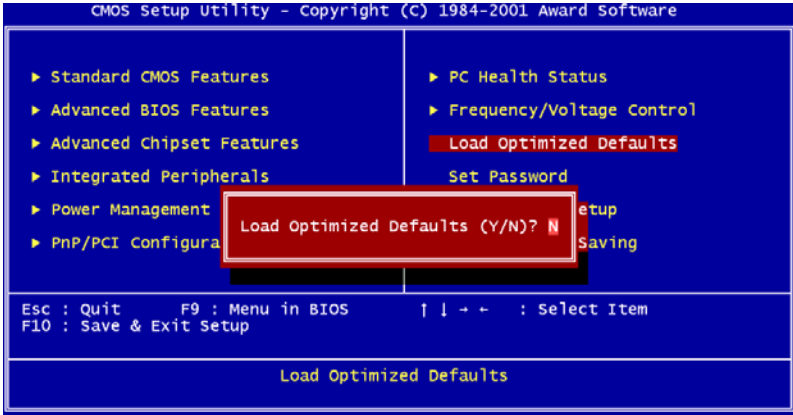 CMOS Setup Utility - Copyright (C) 1984-2001 Award Software
▶ Standard CMOS Features
▶ Advanced BIOS Features
▶ Advanced Chipset Features
▶ Integrated Peripherals
▶ Power Management
▶ PnP/PCI Configura
▶ PC Health Status
▶ Frequency/Voltage Control
Load Optimized Defaults
Set Password
etup
Saving
Load Optimized Defaults (Y/N)? N
Esc : Quit F9 : Menu in BIOS ↑ ↓ → ← : Select Item
F10 : Save & Exit Setup
Load Optimized Defaults